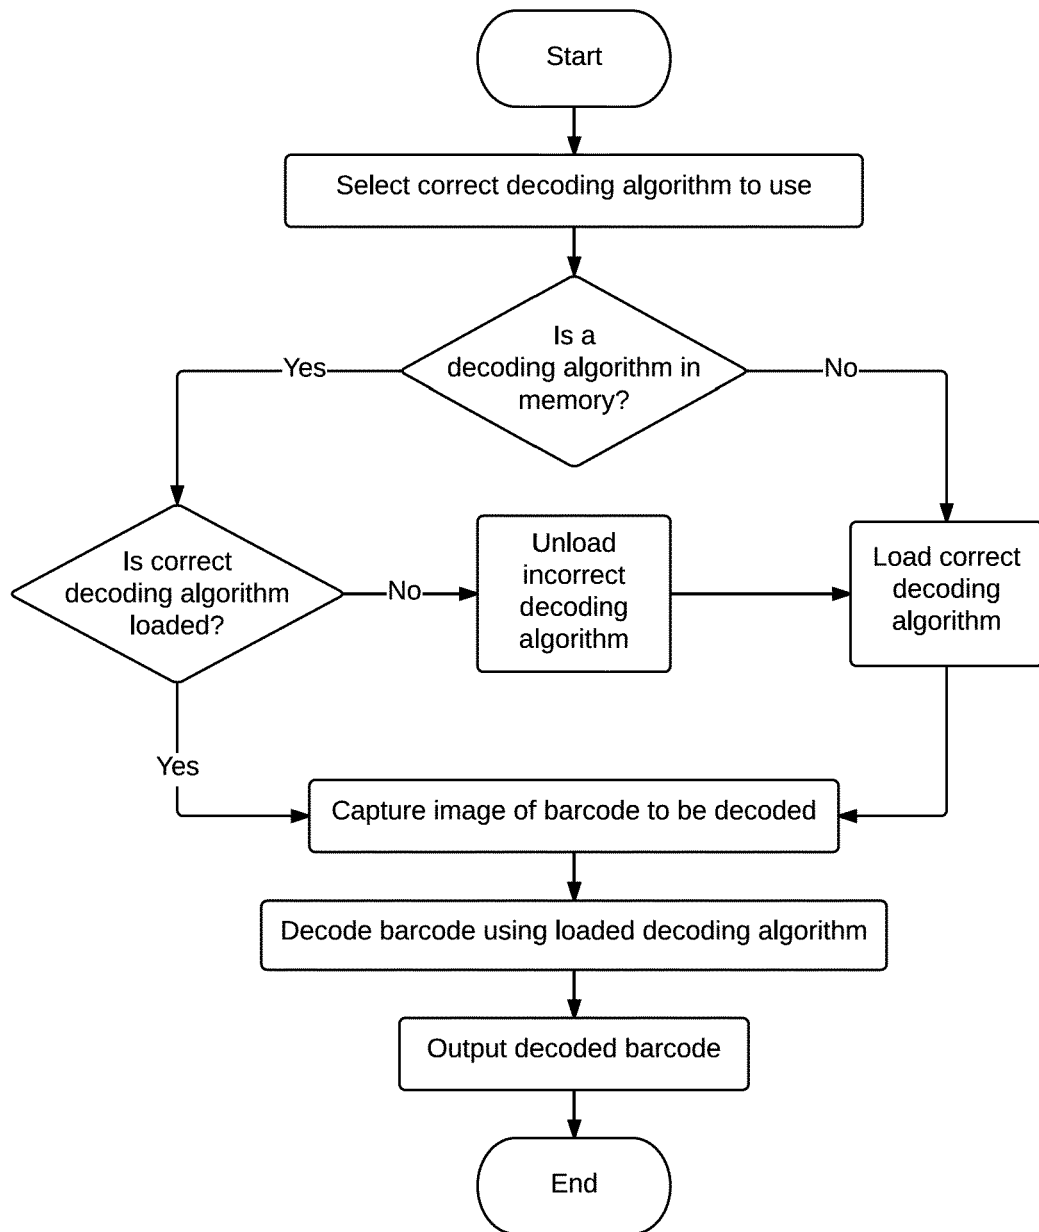 Start
Select correct decoding algorithm to use
Is a
decoding algorithm in
memory?
Yes
No
Is correct
decoding algorithm
loaded?
No
Unload
incorrect
decoding
algorithm
Load correct
decoding
algorithm
Yes
Capture image of barcode to be decoded
Decode barcode using loaded decoding algorithm
Output decoded barcode
End